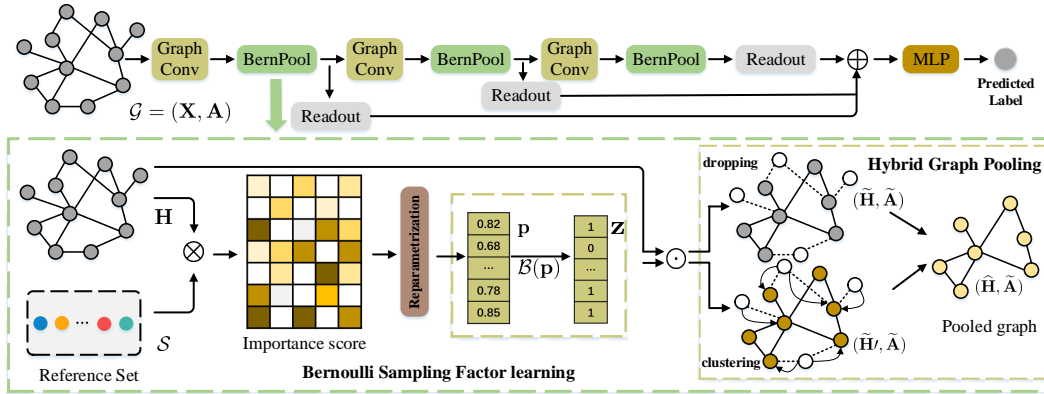 Graph
Conv
BernPool
Graph
Conv
BernPool
Graph
Conv
BernPool
Readout
⊕
MLP
Predicted
Label
Readout
Readout
𝒢 = (X, A)
H
⊗
Reference Set
𝒮
Importance score
Reparametrization
0.82
0.68
...
0.78
0.85
p
ℬ(p)
1
0
...
1
1
z
Bernoulli Sampling Factor learning
⊙
Hybrid Graph Pooling
dropping
(H̃, Ã)
clustering
(H̃′, Ã)
(Ĥ, Ã)
Pooled graph